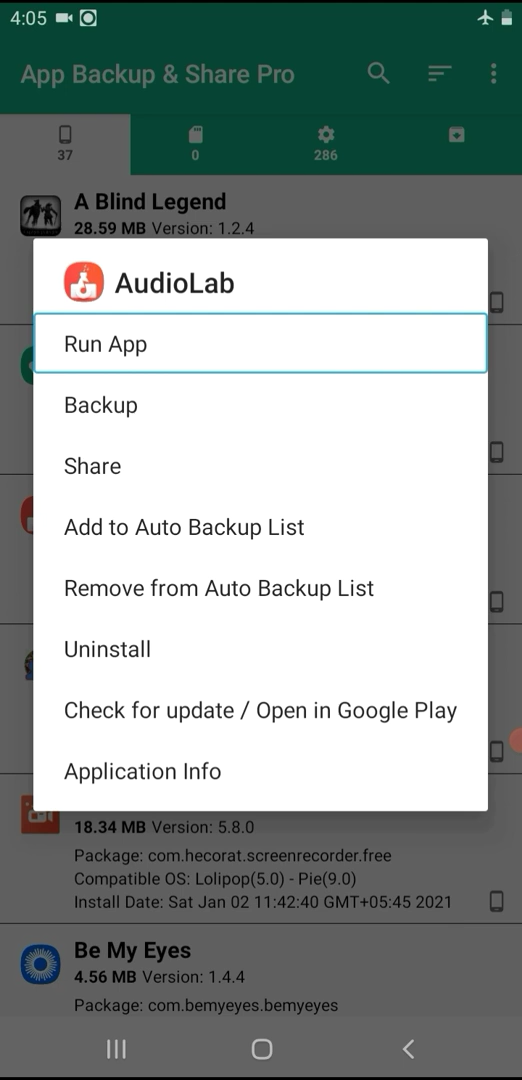 4:05
App Backup & Share Pro
37
0
286
A Blind Legend
28.59 MB Version: 1.2.4
AudioLab
Run App
Backup
Share
Add to Auto Backup List
Remove from Auto Backup List
Uninstall
Check for update / Open in Google Play
Application Info
18.34 MB Version: 5.8.0
Package: com.hecorat.screenrecorder.free
Compatible OS: Lolipop(5.0) - Pie(9.0)
Install Date: Sat Jan 02 11:42:40 GMT+05:45 2021
Be My Eyes
4.56 MB Version: 1.4.4
Package: com.bemyeyes.bemyeyes